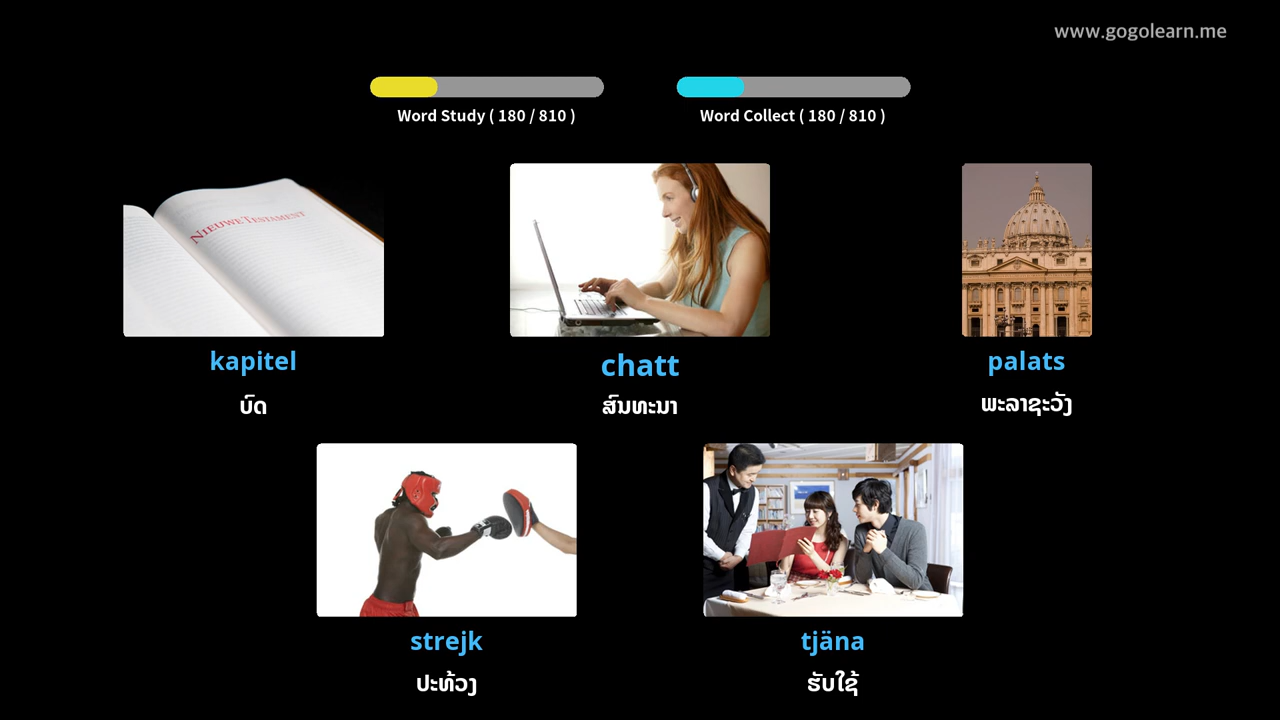 www.gogolearn.me
Word Study ( 180 / 810 )
Word Collect ( 180 / 810 )
NIEUWE TESTAMENT
kapitel
chatt
palats
ບົດ
ສົນທະນາ
ພະລາຊະວັງ
strejk
tjäna
ປະທ້ວງ
ຮັບໃຊ້